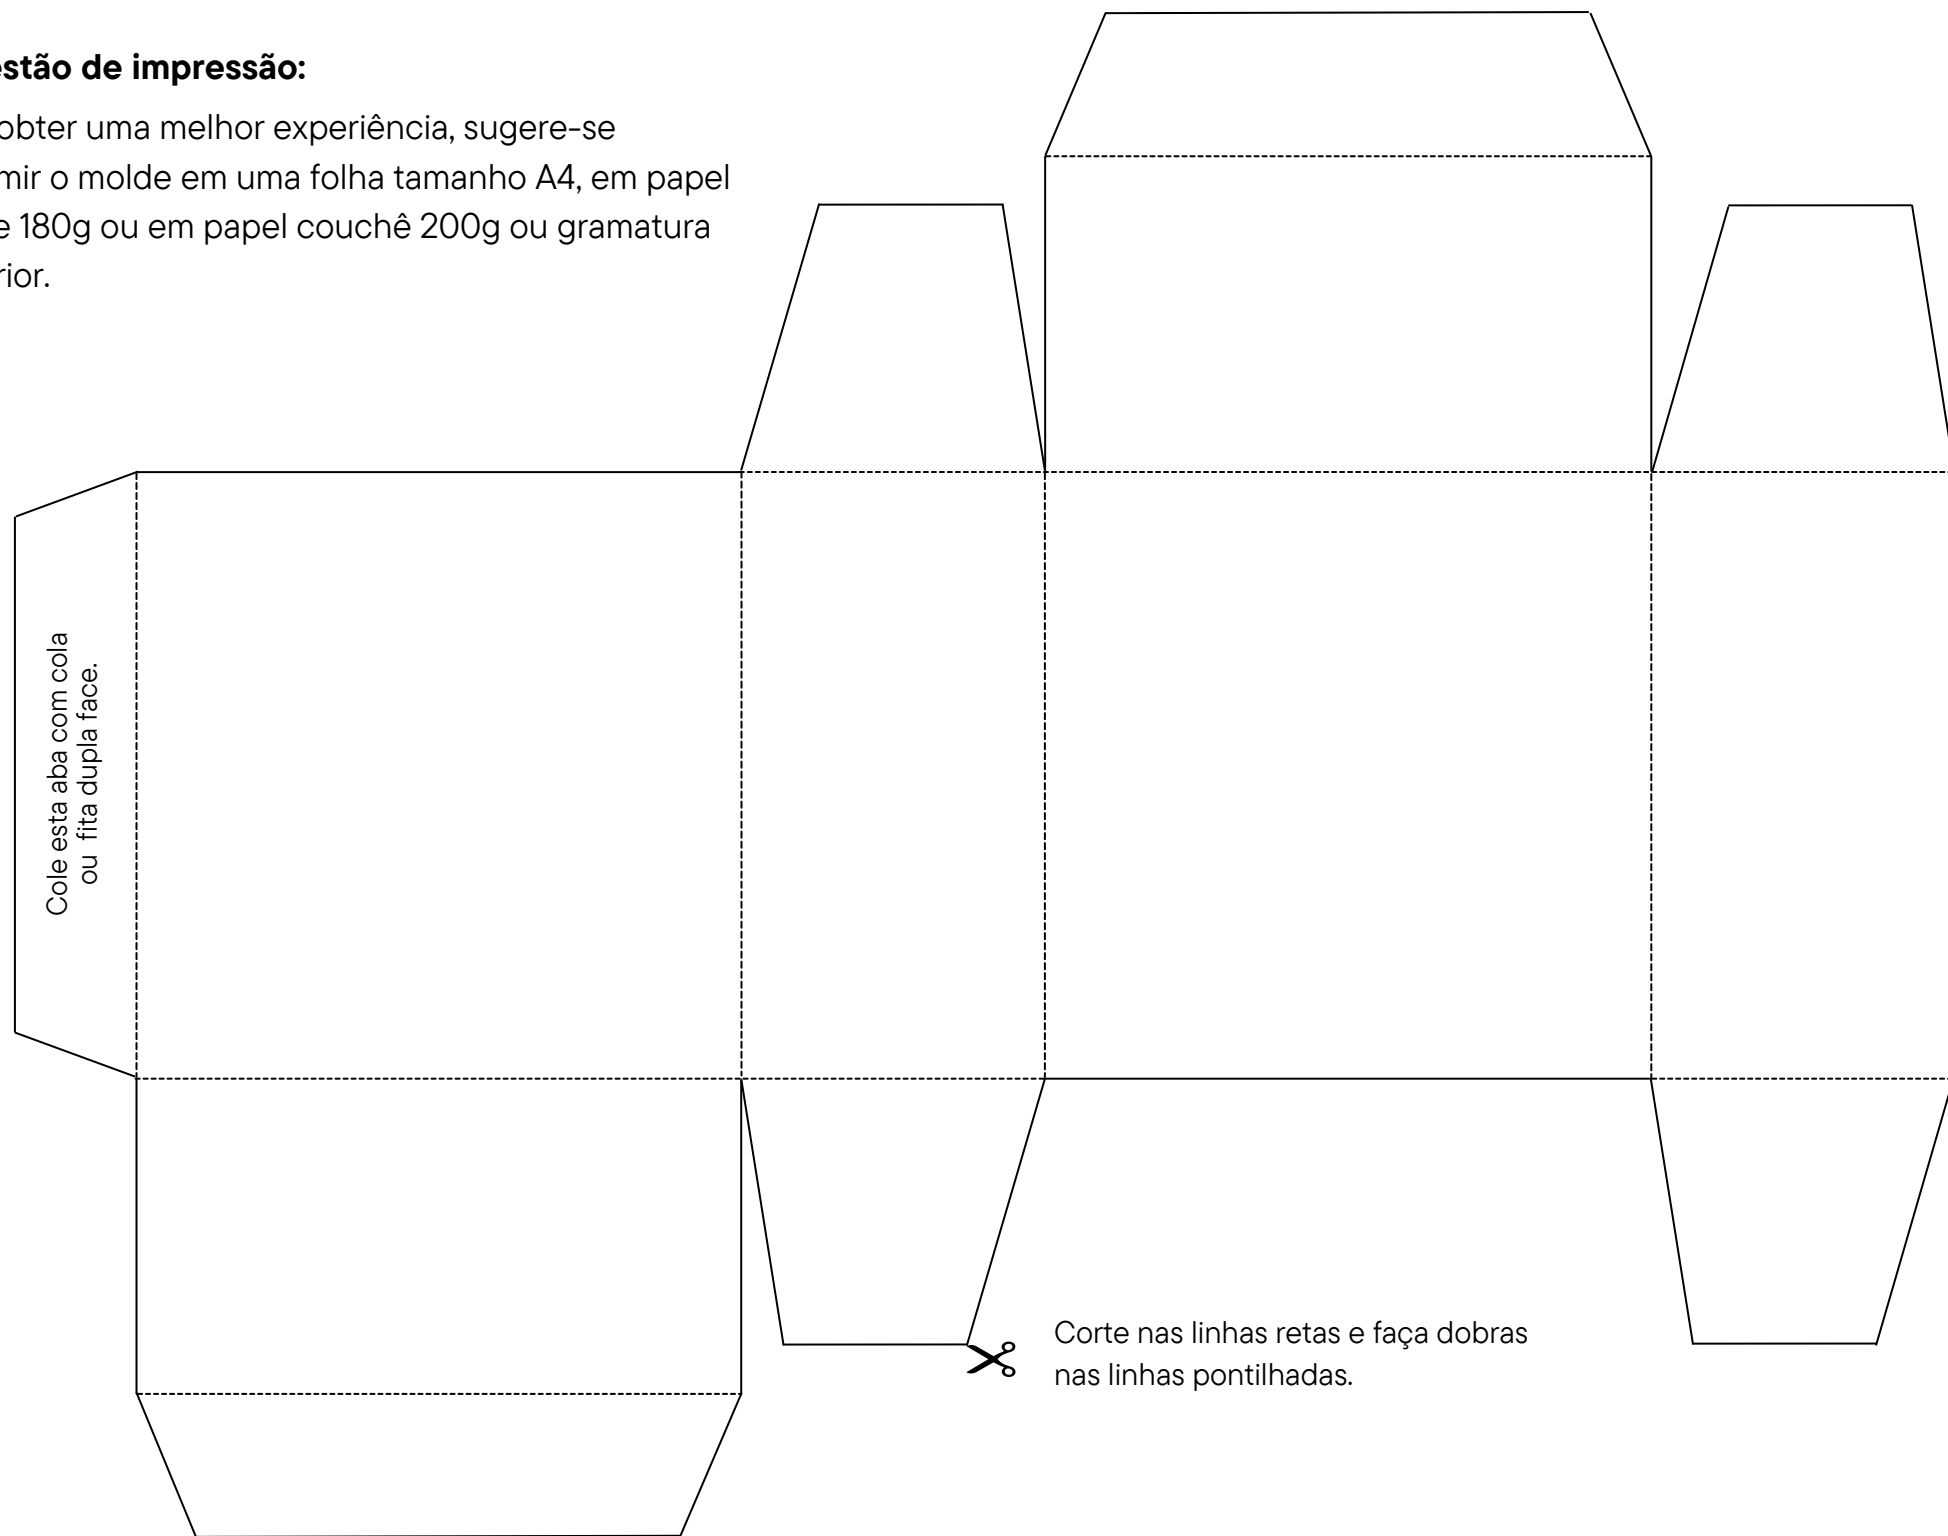 estão de impressão:
obter uma melhor experiência, sugere-se
mir o molde em uma folha tamanho A4, em papel
e 180g ou em papel couchê 200g ou gramatura
rior.
Cole esta aba com cola
ou fita dupla face.
Corte nas linhas retas e faça dobras
nas linhas pontilhadas.